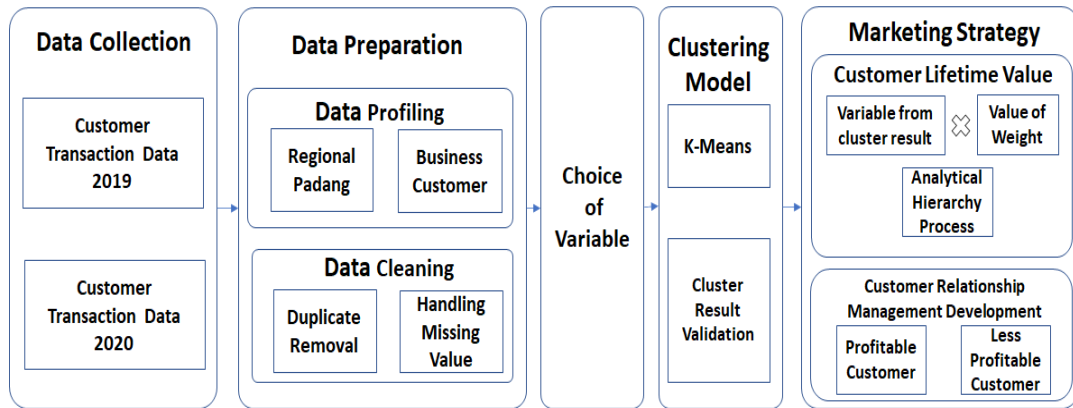 Data Collection
Customer
Transaction Data
2019
Customer
Transaction Data
2020
Data Preparation
Data Profiling
Regional
Padang
Business
Customer
Data Cleaning
Duplicate
Removal
Handling
Missing
Value
Choice
of
Variable
Clustering
Model
K-Means
Cluster
Result
Validation
Marketing Strategy
Customer Lifetime Value
Variable from
cluster result
Value of
Weight
Analytical
Hierarchy
Process
Customer Relationship
Management Development
Profitable
Customer
Less
Profitable
Customer